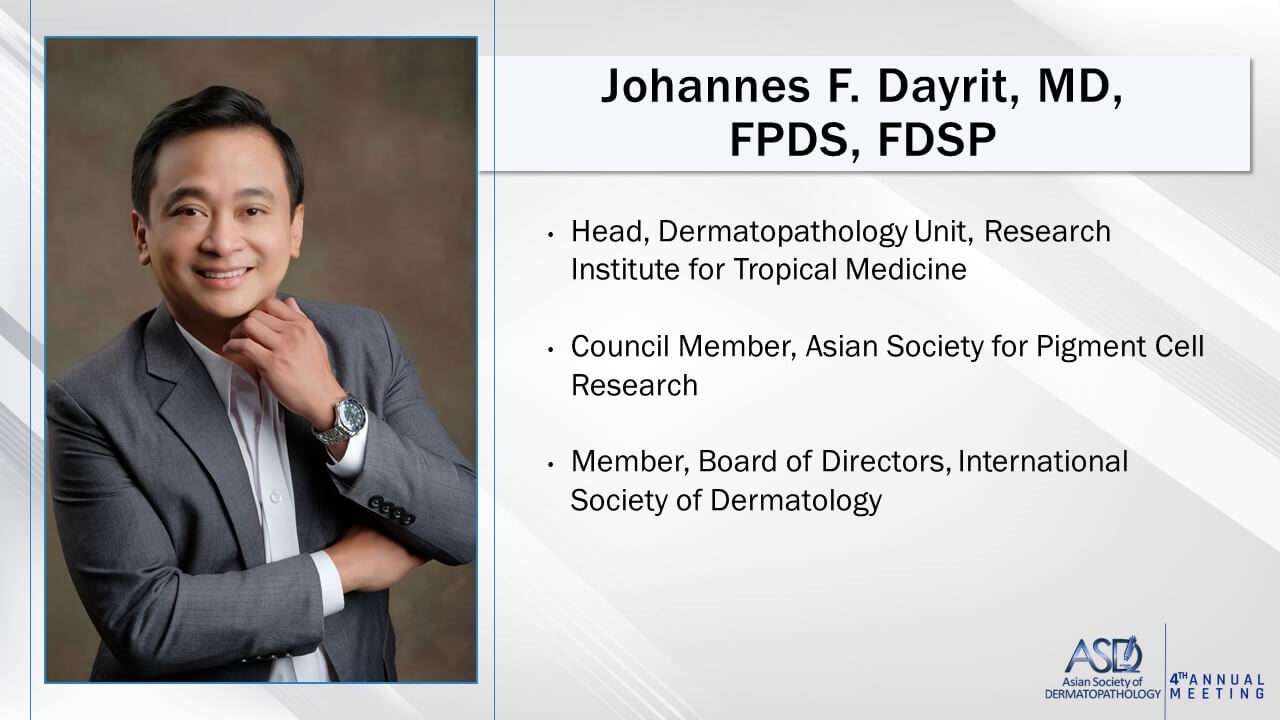 Johannes F. Dayrit, MD,
FPDS, FDSP
• Head, Dermatopathology Unit, Research
Institute for Tropical Medicine
• Council Member, Asian Society for Pigment Cell
Research
• Member, Board of Directors, International
Society of Dermatology
ASD
Asian Society of
DERMATOPATHOLOGY
4TH ANNUAL
MEETING